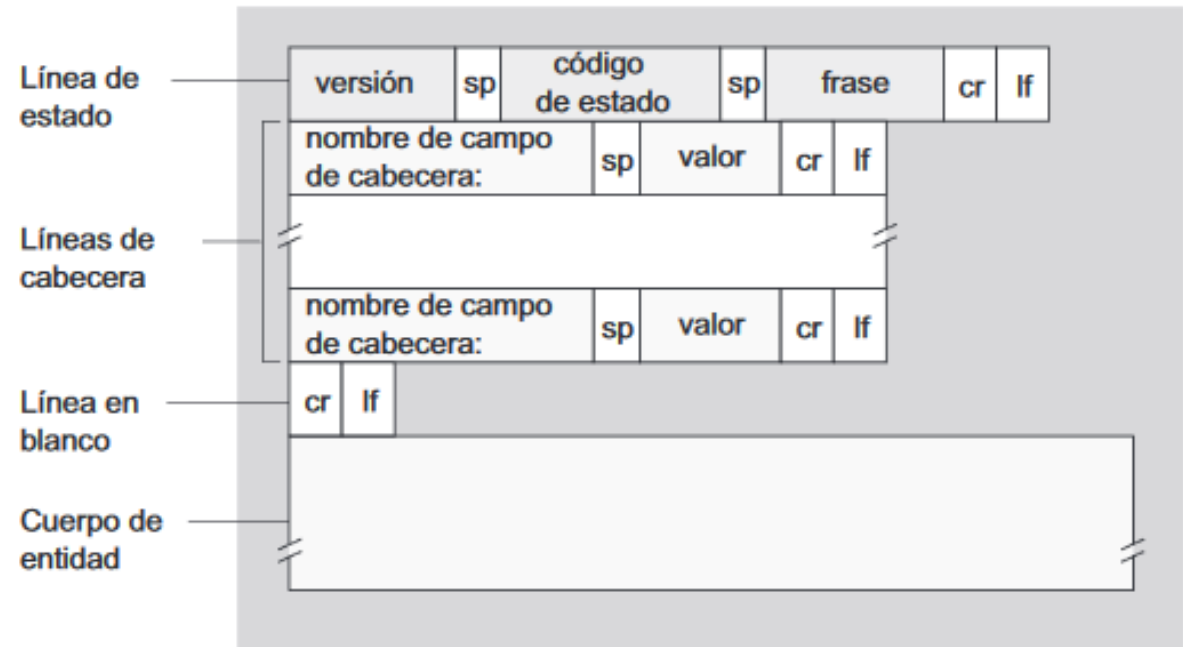 Línea de
estado
versión sp código
de estado sp frase cr lf
Líneas de
cabecera
nombre de campo
de cabecera: sp valor cr lf
nombre de campo
de cabecera: sp valor cr lf
Línea en
blanco
cr lf
Cuerpo de
entidad